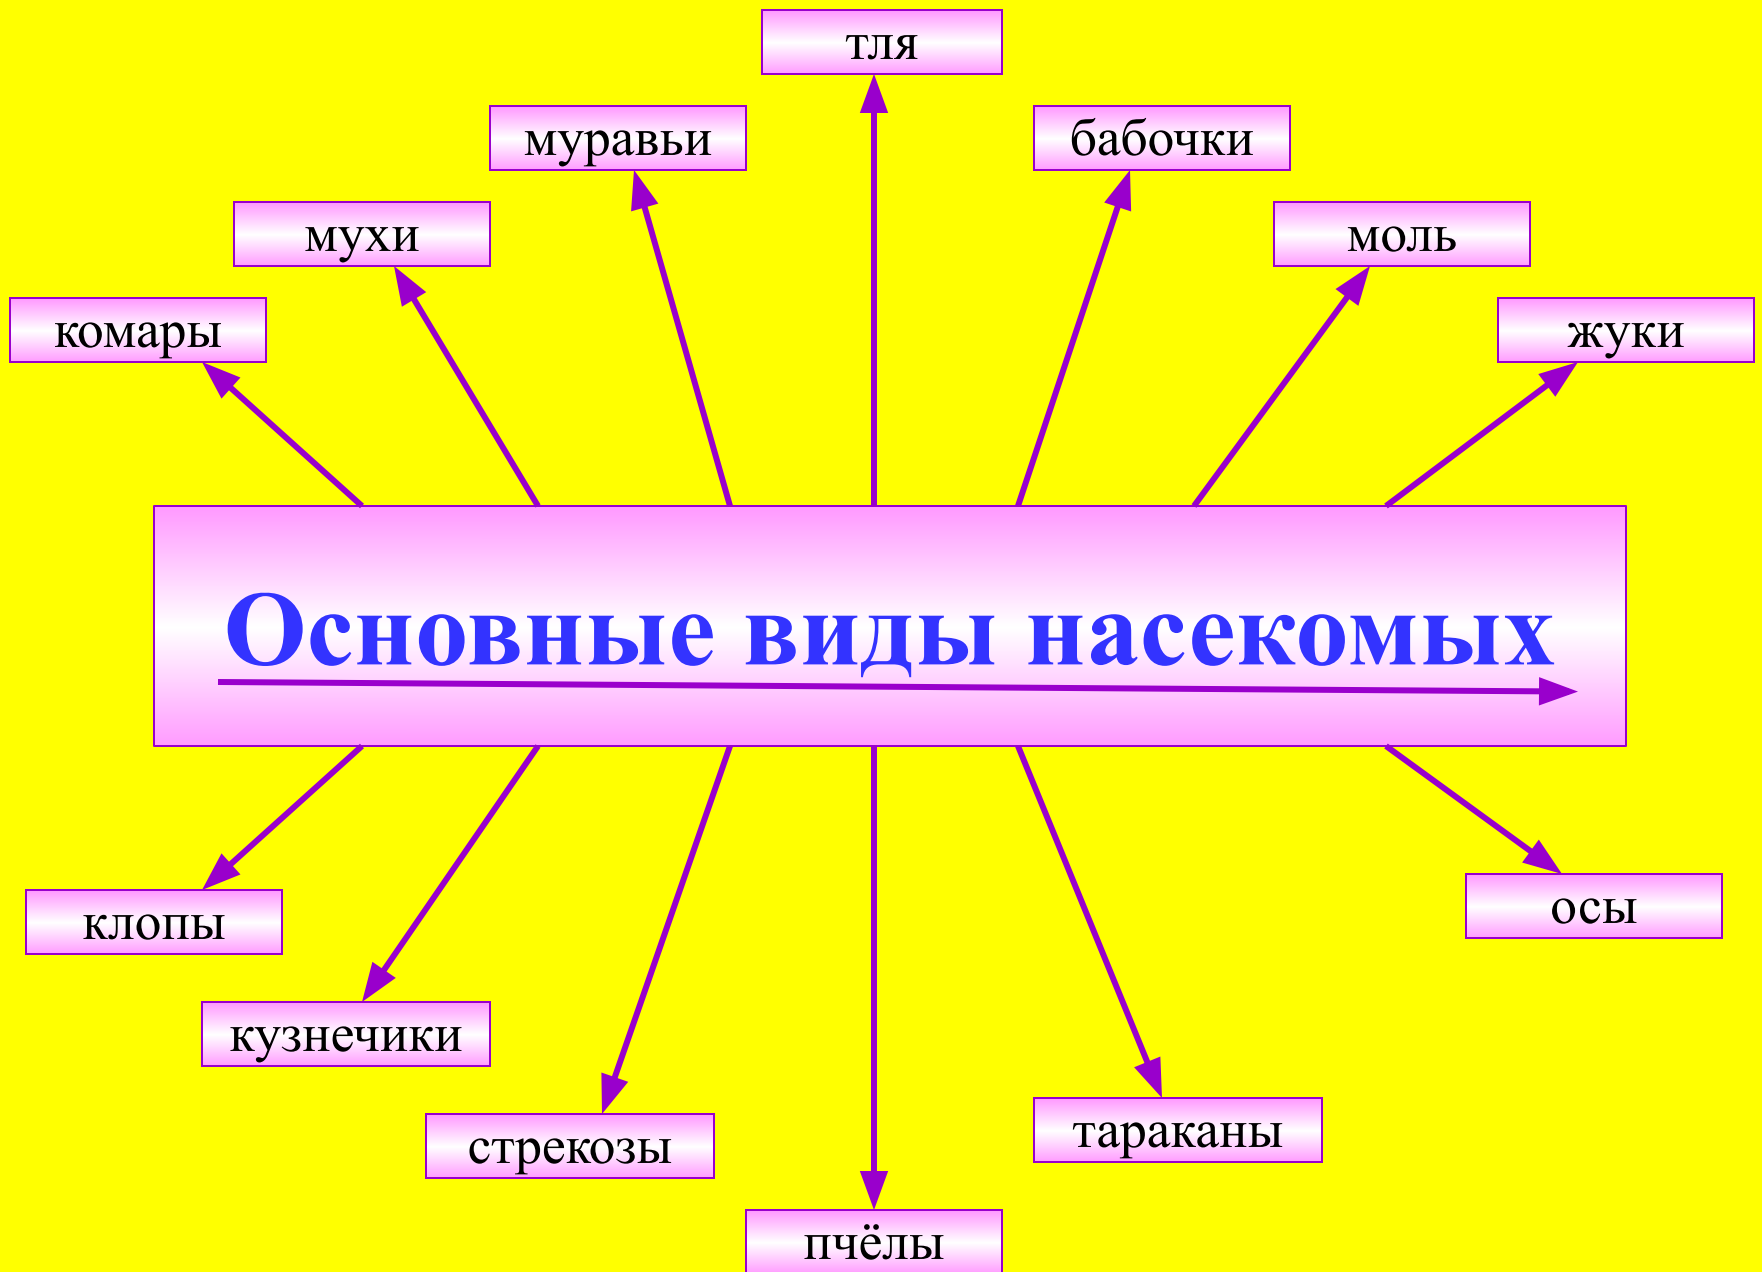 тля
муравьи
бабочки
мухи
моль
комары
жуки
Основные виды насекомых
клопы
осы
кузнечики
стрекозы
тараканы
пчёлы